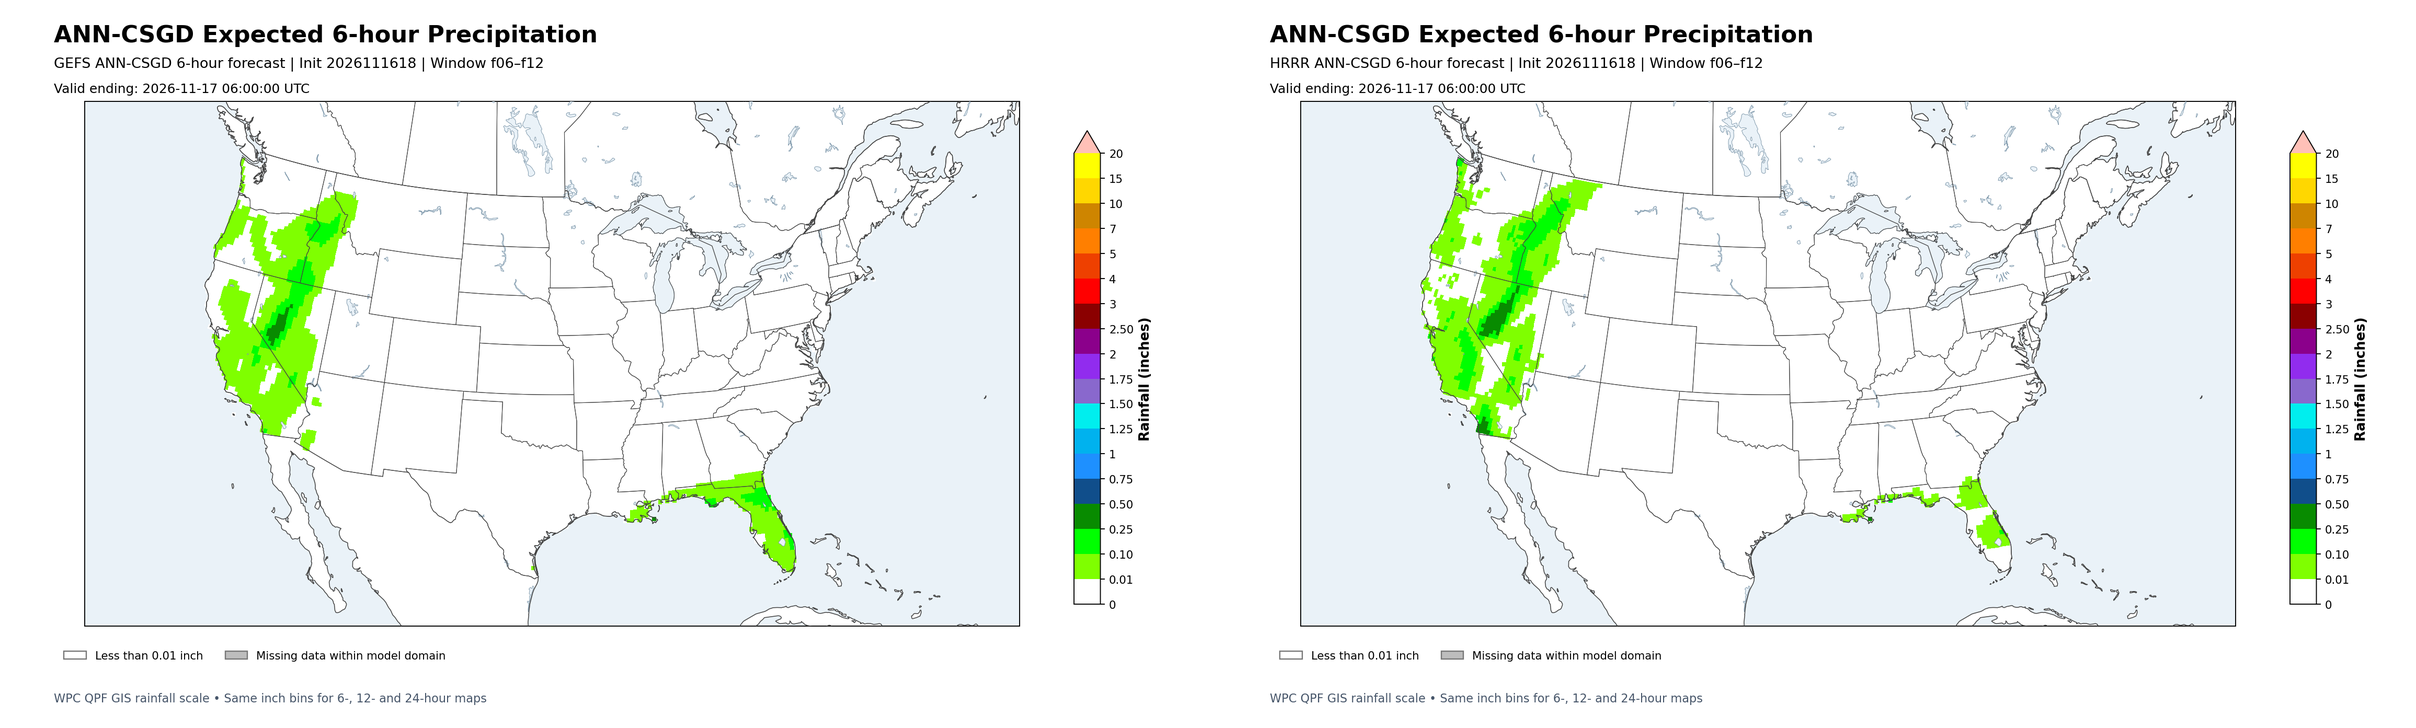 ANN-CSGD Expected 6-hour Precipitation
GEFS ANN-CSGD 6-hour forecast | Init 2026111618 | Window f06–f12
Valid ending: 2026-11-17 06:00:00 UTC
20
15
10
7
5
4
3
2.50
2
1.75
1.50
1.25
1
0.75
0.50
0.25
0.10
0.01
0
Rainfall (inches)
Less than 0.01 inch
Missing data within model domain
WPC QPF GIS rainfall scale • Same inch bins for 6-, 12- and 24-hour maps
ANN-CSGD Expected 6-hour Precipitation
HRRR ANN-CSGD 6-hour forecast | Init 2026111618 | Window f06–f12
Valid ending: 2026-11-17 06:00:00 UTC
20
15
10
7
5
4
3
2.50
2
1.75
1.50
1.25
1
0.75
0.50
0.25
0.10
0.01
0
Rainfall (inches)
Less than 0.01 inch
Missing data within model domain
WPC QPF GIS rainfall scale • Same inch bins for 6-, 12- and 24-hour maps